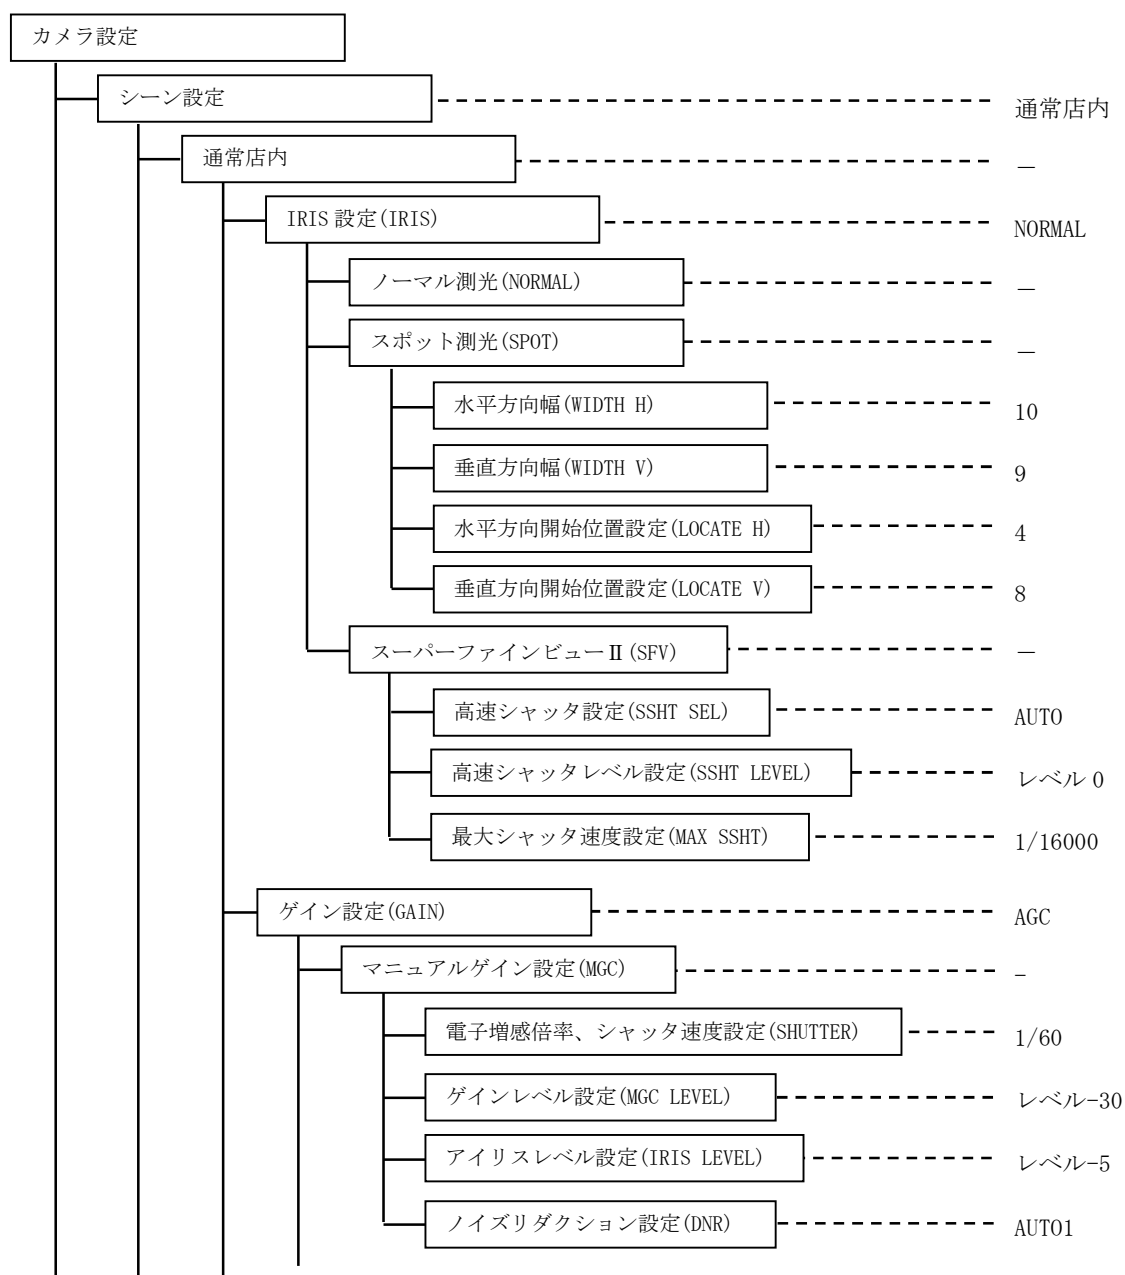 カメラ設定
シーン設定 通常店内
通常店内 ―
IRIS 設定(IRIS) NORMAL
ノーマル測光(NORMAL) ―
スポット測光(SPOT) ―
水平方向幅(WIDTH H) 10
垂直方向幅(WIDTH V) 9
水平方向開始位置設定(LOCATE H) 4
垂直方向開始位置設定(LOCATE V) 8
スーパーファインビューⅡ(SFV) ―
高速シャッタ設定(SSHT SEL) AUTO
高速シャッタレベル設定(SSHT LEVEL) レベル 0
最大シャッタ速度設定(MAX SSHT) 1/16000
ゲイン設定(GAIN) AGC
マニュアルゲイン設定(MGC) -
電子増感倍率、シャッタ速度設定(SHUTTER) 1/60
ゲインレベル設定(MGC LEVEL) レベル-30
アイリスレベル設定(IRIS LEVEL) レベル-5
ノイズリダクション設定(DNR) AUTO1